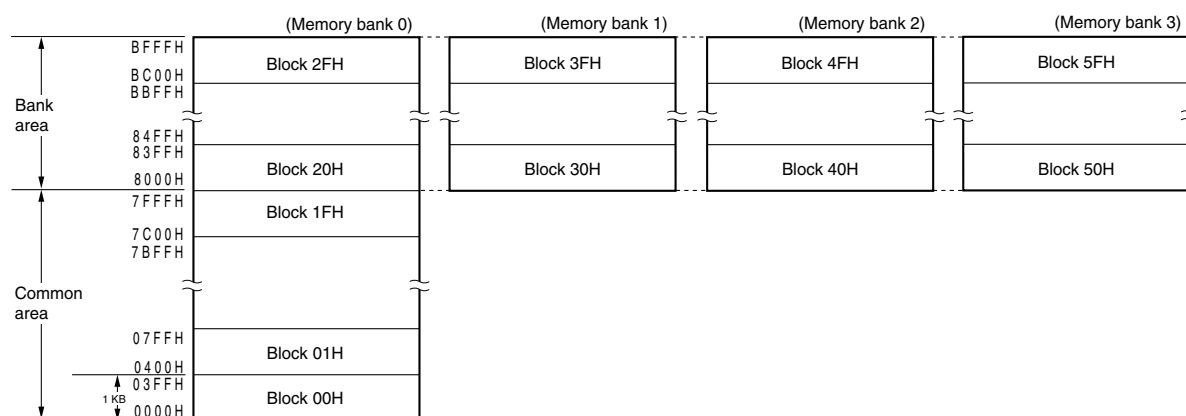 (Memory bank 0) (Memory bank 1) (Memory bank 2) (Memory bank 3)
BFFFH
Block 2FH Block 3FH Block 4FH Block 5FH
BC00H
BBFFH
Bank
area
84FFH
83FFH
Block 20H Block 30H Block 40H Block 50H
8000H
7FFFH
Block 1FH
7C00H
7BFFH
Common
area
07FFH
Block 01H
0400H
03FFH
1 KB
Block 00H
0000H